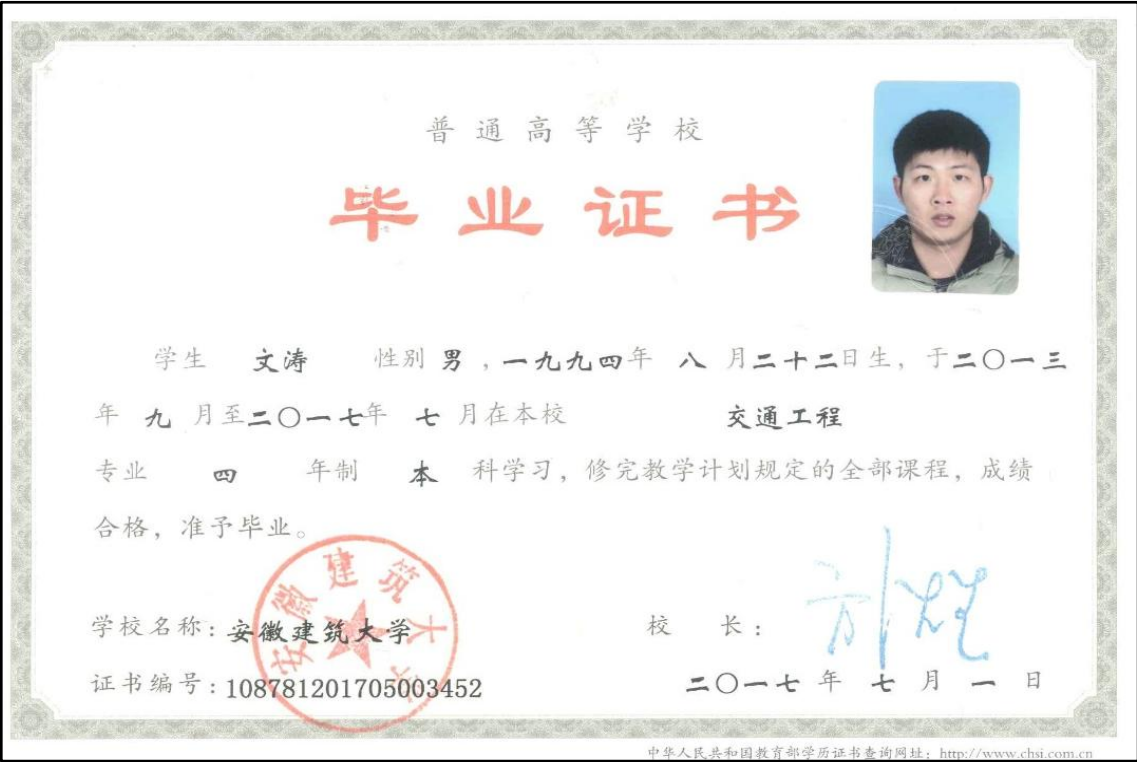 普通高等学校
毕业证书
学生 文涛 性别 男 ，一九九四年 八 月二十二日生，于二〇一三
年 九 月至二〇一七年 七 月在本校 交通工程
专业 四 年制 本 科学习，修完教学计划规定的全部课程，成绩
合格，准予毕业。
安徽建筑大学
学校名称：安徽建筑大学 校 长：
证书编号：108781201705003452 二〇一七 年 七 月 一 日
中华人民共和国教育部学历证书查询网址：http://www.chsi.com.cn